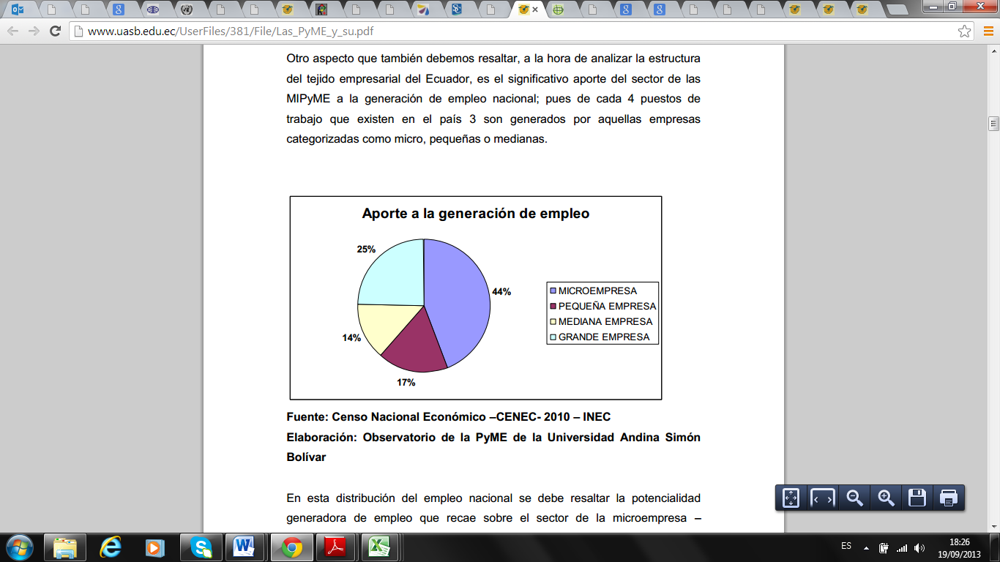 www.uasb.edu.ec/UserFiles/381/File/Las_PyME_y_su.pdf
Otro aspecto que también debemos resaltar, a la hora de analizar la estructura
del tejido empresarial del Ecuador, es el significativo aporte del sector de las
MIPyME a la generación de empleo nacional; pues de cada 4 puestos de
trabajo que existen en el país 3 son generados por aquellas empresas
categorizadas como micro, pequeñas o medianas.
Aporte a la generación de empleo
25%
44%
14%
17%
MICROEMPRESA
PEQUEÑA EMPRESA
MEDIANA EMPRESA
GRANDE EMPRESA
Fuente: Censo Nacional Económico –CENEC- 2010 – INEC
Elaboración: Observatorio de la PyME de la Universidad Andina Simón
Bolívar
En esta distribución del empleo nacional se debe resaltar la potencialidad
generadora de empleo que recae sobre el sector de la microempresa –
ES
18:26
19/09/2013